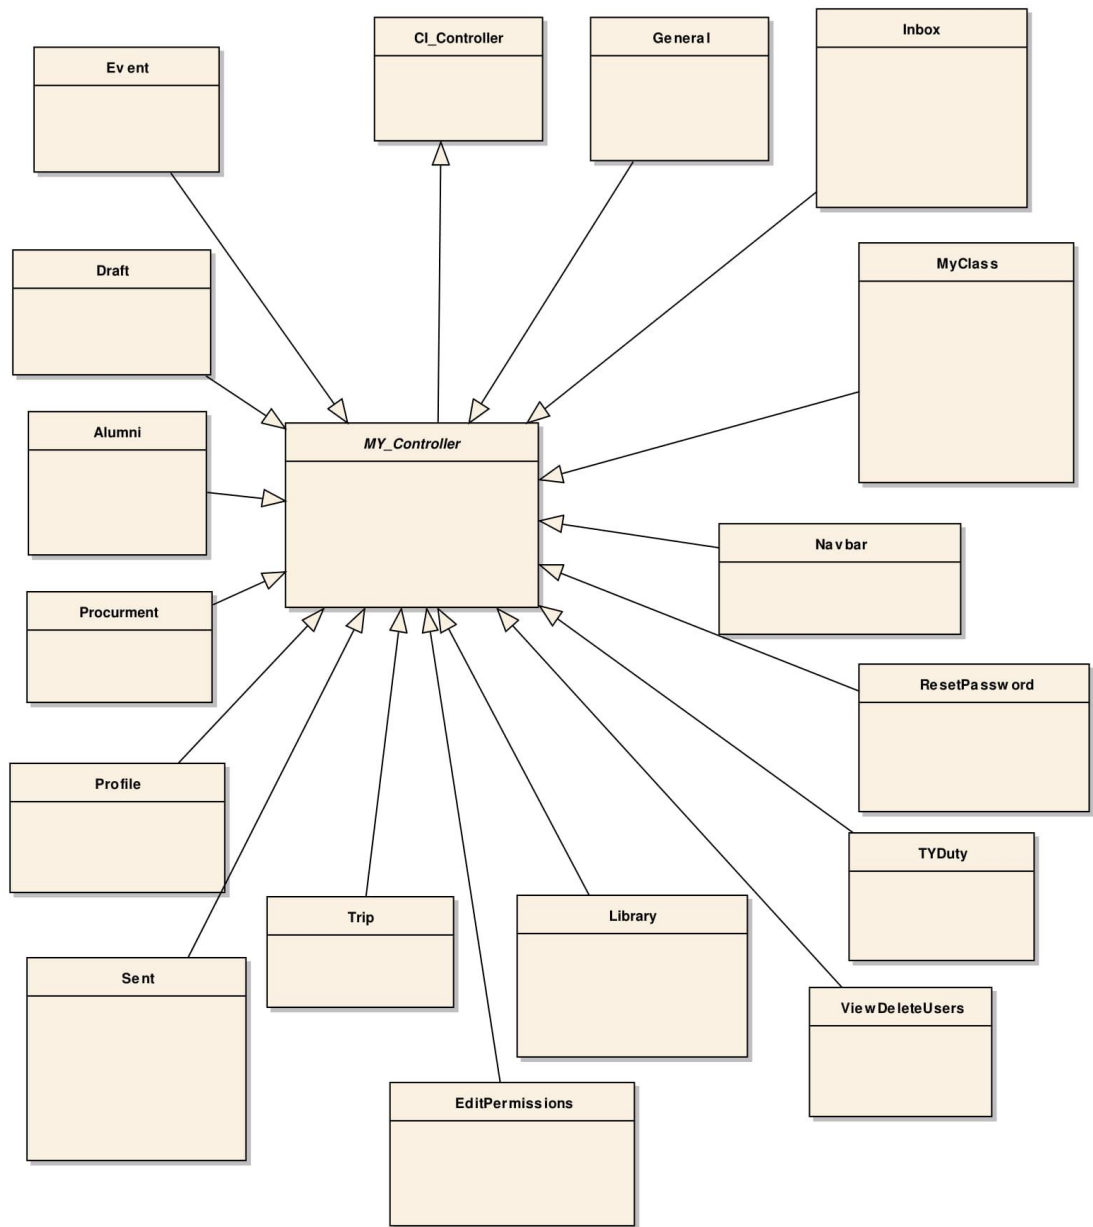 CI_Controller
General
Inbox
Event
Draft
MyClass
Alumni
MY_Controller
Navbar
Procurment
ResetPassword
Profile
TYDuty
Trip
Library
Sent
ViewDeleteUsers
EditPermissions